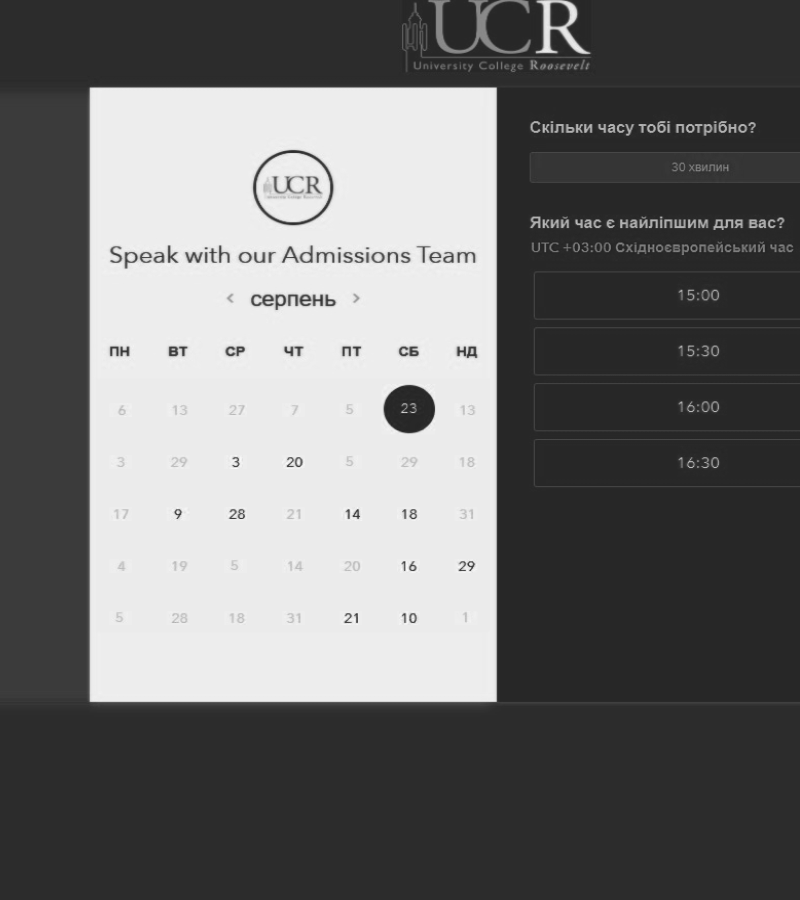 UCR
University College Roosevelt
UCR
Speak with our Admissions Team
< серпень >
ПН ВТ СР ЧТ ПТ СБ НД
6 13 27 7 5 23 13
3 29 3 20 5 29 18
17 9 28 21 14 18 31
4 19 5 14 20 16 29
5 28 18 31 21 10 1
Скільки часу тобі потрібно?
30 хвилин
Який час є найліпшим для вас?
UTC +03:00 Східноєвропейський час
15:00
15:30
16:00
16:30